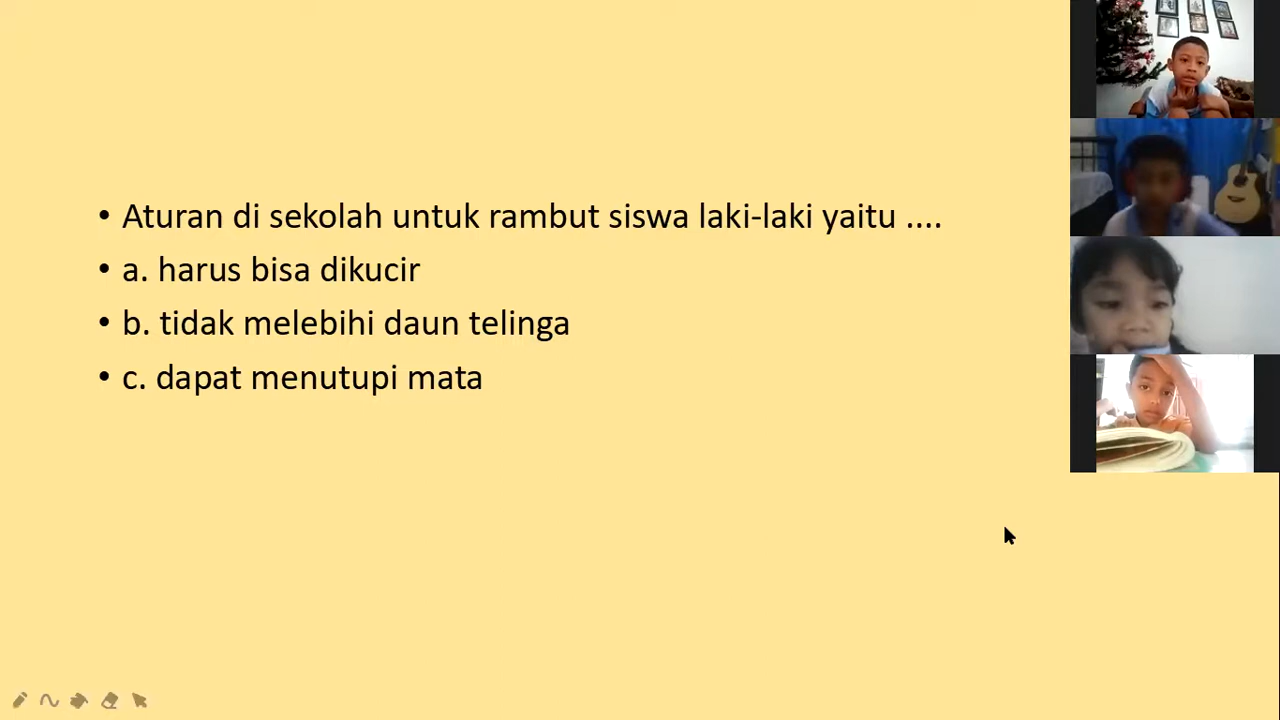 • Aturan di sekolah untuk rambut siswa laki-laki yaitu ....
• a. harus bisa dikucir
• b. tidak melebihi daun telinga
• c. dapat menutupi mata